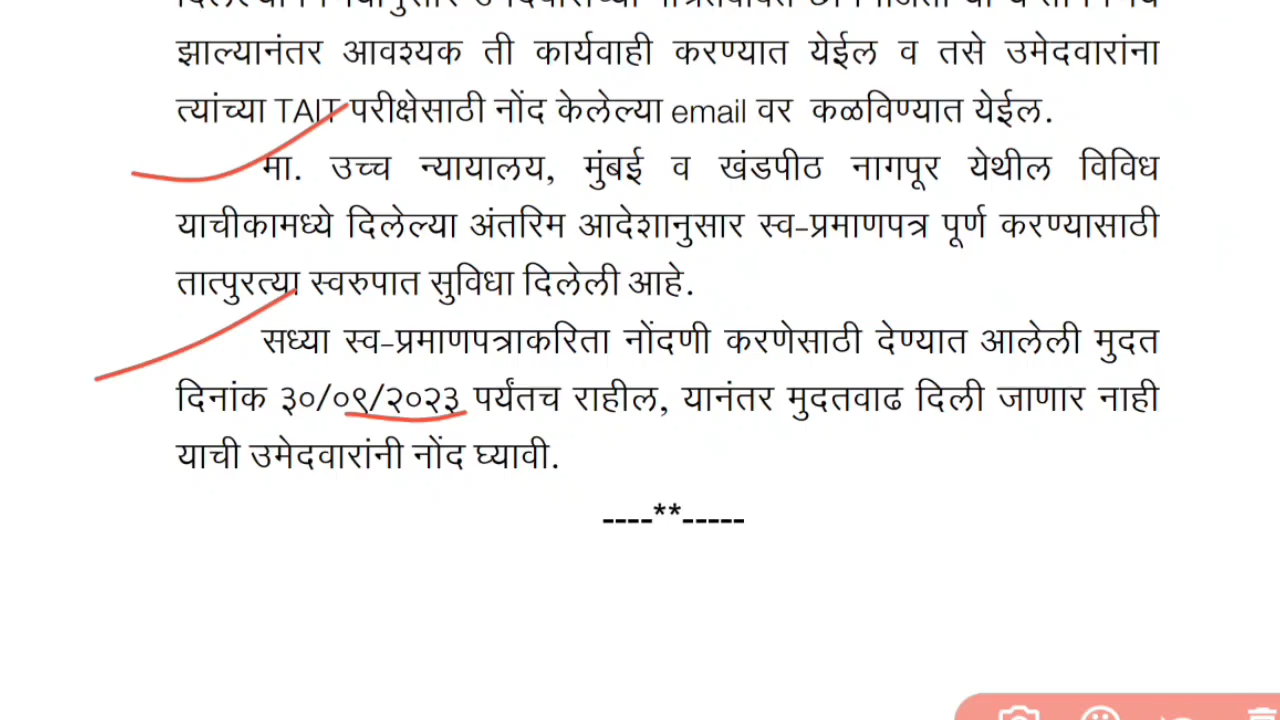 झाल्यानंतर आवश्यक ती कार्यवाही करण्यात येईल व तसे उमेदवारांना
त्यांच्या TAIT परीक्षेसाठी नोंद केलेल्या email वर कळविण्यात येईल.
मा. उच्च न्यायालय, मुंबई व खंडपीठ नागपूर येथील विविध
याचीकामध्ये दिलेल्या अंतरिम आदेशानुसार स्व-प्रमाणपत्र पूर्ण करण्यासाठी
तात्पुरत्या स्वरुपात सुविधा दिलेली आहे.
सध्या स्व-प्रमाणपत्राकरिता नोंदणी करणेसाठी देण्यात आलेली मुदत
दिनांक ३०/०९/२०२३ पर्यंतच राहील, यानंतर मुदतवाढ दिली जाणार नाही
याची उमेदवारांनी नोंद घ्यावी.
----**-----